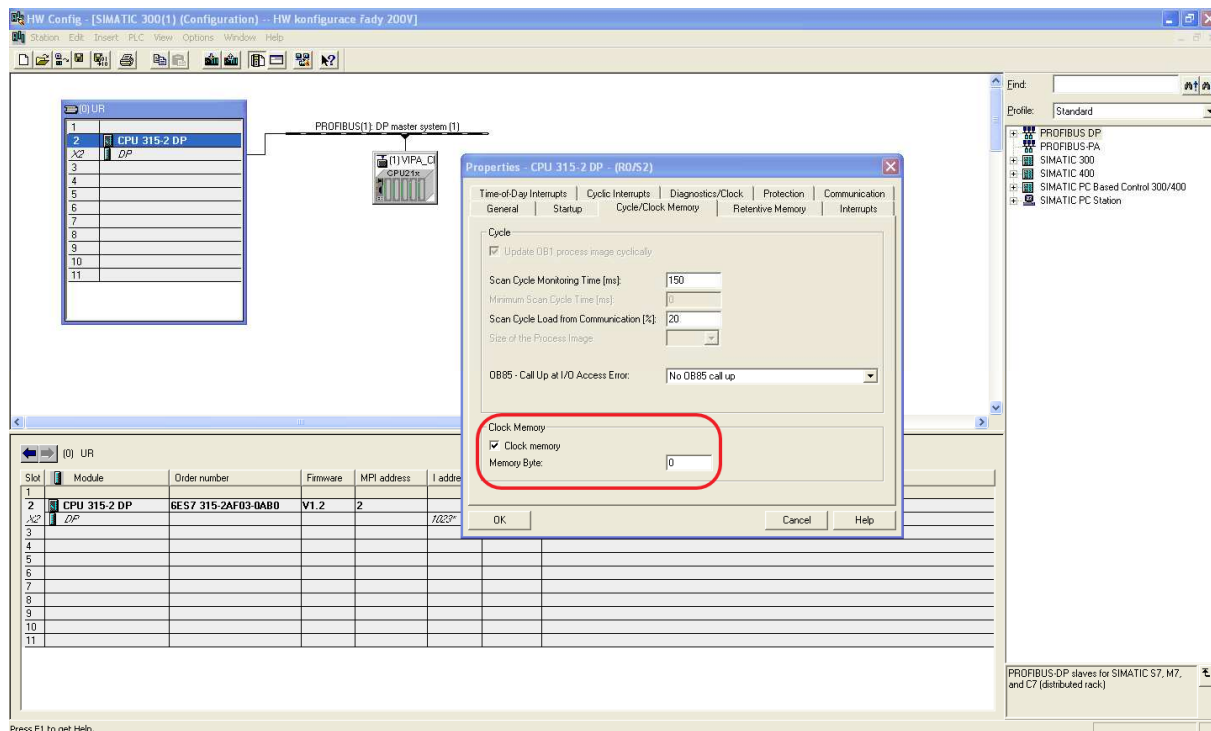 HW Config - [SIMATIC 300(1) (Configuration) -- HW konfigurace řady 200V]
Station Edit Insert PLC View Options Window Help
(0) UR
1
2 CPU 315-2 DP
X2 DP
3
4
5
6
7
8
9
10
11
PROFIBUS(1): DP master system (1)
(1) VIPA_CI
CPU21x
Properties - CPU 315-2 DP - (R0/S2)
Time-of-Day Interrupts Cyclic Interrupts Diagnostics/Clock Protection Communication
General Startup Cycle/Clock Memory Retentive Memory Interrupts
Cycle
Update OB1 process image cyclically
Scan Cycle Monitoring Time [ms]: 150
Minimum Scan Cycle Time [ms]: 0
Scan Cycle Load from Communication [%]: 20
Size of the Process Image
OB85 - Call Up at I/O Access Error: No OB85 call up
Clock Memory
Clock memory
Memory Byte: 0
OK Cancel Help
Find:
Profile: Standard
PROFIBUS DP
PROFIBUS-PA
SIMATIC 300
SIMATIC 400
SIMATIC PC Based Control 300/400
SIMATIC PC Station
(0) UR
Slot Module Order number Firmware MPI address I addre
1
2 CPU 315-2 DP 6ES7 315-2AF03-0AB0 V1.2 2
X2 DP 1023*
3
4
5
6
7
8
9
10
11
PROFIBUS-DP slaves for SIMATIC S7, M7,
and C7 (distributed rack)
Press F1 to get Help.